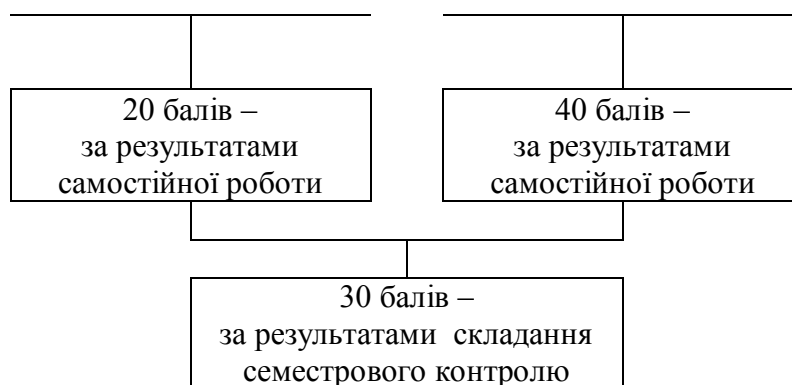 20 балів –
за результатами
самостійної роботи
40 балів –
за результатами
самостійної роботи
30 балів –
за результатами складання
семестрового контролю